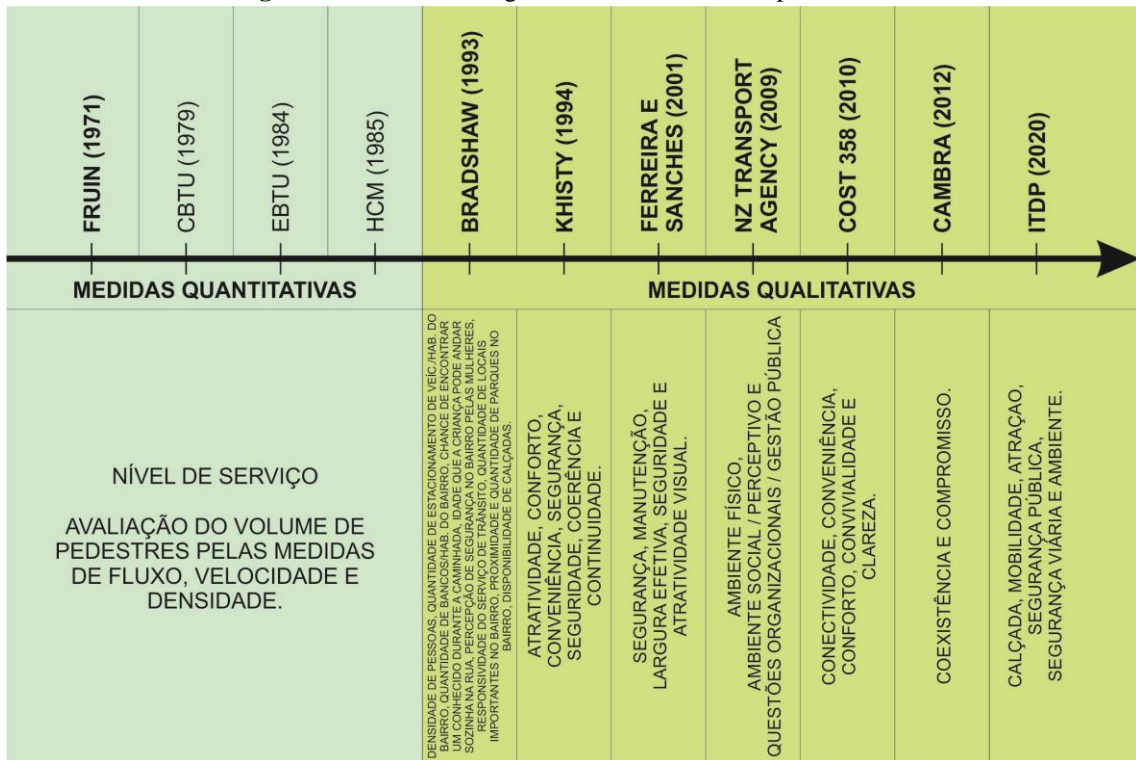 FRUIN (1971)
CBTU (1979)
EBTU (1984)
HCM (1985)
BRADSHAW (1993)
KHISTY (1994)
FERREIRA E
SANCHES (2001)
NZ TRANSPORT
AGENCY (2009)
COST 358 (2010)
CAMBRA (2012)
ITDP (2020)
MEDIDAS QUANTITATIVAS
MEDIDAS QUALITATIVAS
NÍVEL DE SERVIÇO
AVALIAÇÃO DO VOLUME DE
PEDESTRES PELAS MEDIDAS
DE FLUXO, VELOCIDADE E
DENSIDADE.
DENSIDADE DE PESSOAS, QUANTIDADE DE ESTACIONAMENTO DE VEÍC./HAB. DO
BAIRRO, QUANTIDADE DE BANCOS/HAB. DO BAIRRO, CHANCE DE ENCONTRAR
UM CONHECIDO DURANTE A CAMINHADA, IDADE QUE A CRIANÇA PODE ANDAR
SOZINHA NA RUA, PERCEPÇÃO DE SEGURANÇA NO BAIRRO PELAS MULHERES,
RESPONSIVIDADE DO SERVIÇO DE TRÂNSITO, QUANTIDADE DE LOCAIS
IMPORTANTES NO BAIRRO, PROXIMIDADE E QUANTIDADE DE PARQUES NO
BAIRRO, DISPONIBILIDADE DE CALÇADAS.
ATRATIVIDADE, CONFORTO,
CONVENIÊNCIA, SEGURANÇA,
SEGURIDADE, COERÊNCIA E
CONTINUIDADE.
SEGURANÇA, MANUTENÇÃO,
LARGURA EFETIVA, SEGURIDADE E
ATRATIVIDADE VISUAL.
AMBIENTE FÍSICO,
AMBIENTE SOCIAL / PERCEPTIVO E
QUESTÕES ORGANIZACIONAIS / GESTÃO PÚBLICA
CONECTIVIDADE, CONVENIÊNCIA,
CONFORTO, CONVIVIALIDADE E
CLAREZA.
COEXISTÊNCIA E COMPROMISSO.
CALÇADA, MOBILIDADE, ATRAÇAO,
SEGURANÇA PÚBLICA,
SEGURANÇA VIÁRIA E AMBIENTE.